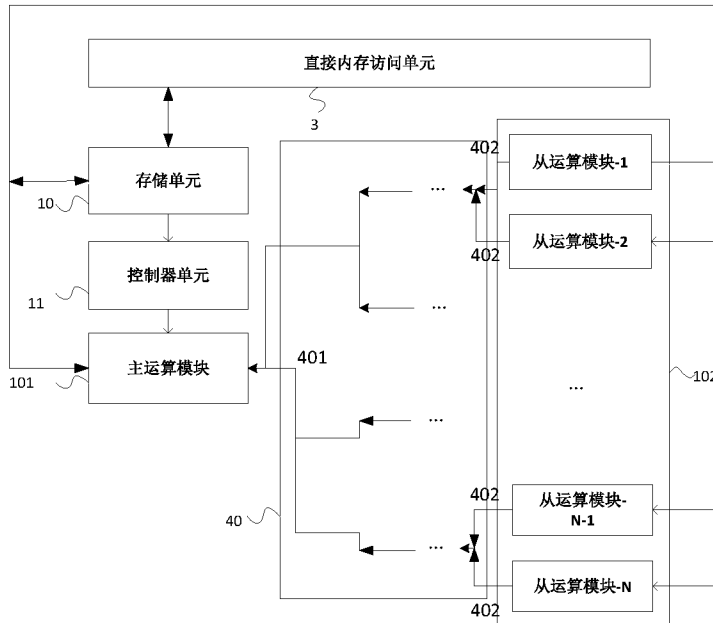 直接内存访问单元
3
存储单元
10
控制器单元
11
主运算模块
101
401
40
402
从运算模块-1
...
从运算模块-2
402
...
...
102
...
402
从运算模块-
N-1
...
从运算模块-N
402